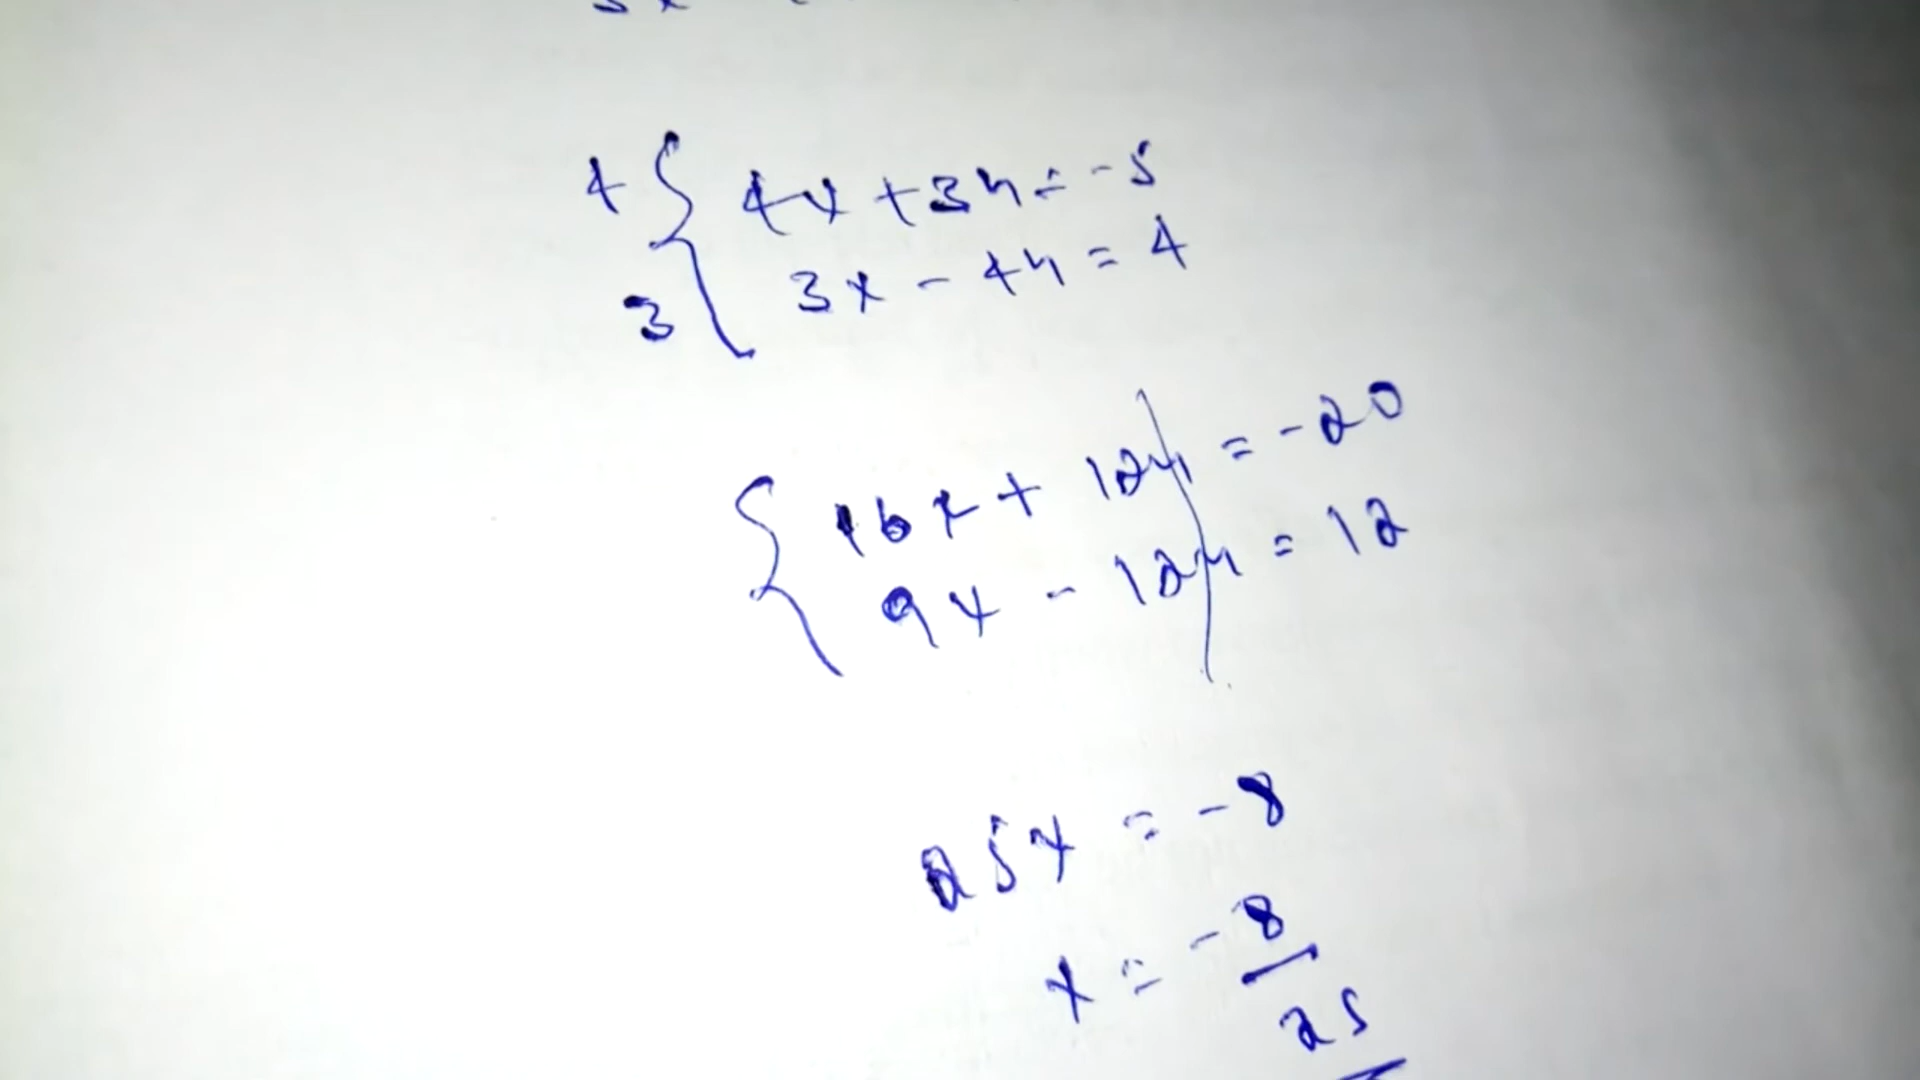 4 { 4x + 3y = -5
3 { 3x - 4y = 4
{ 16x + 12y = -20
9x - 12y = 12
25x = -8
x = -8/25